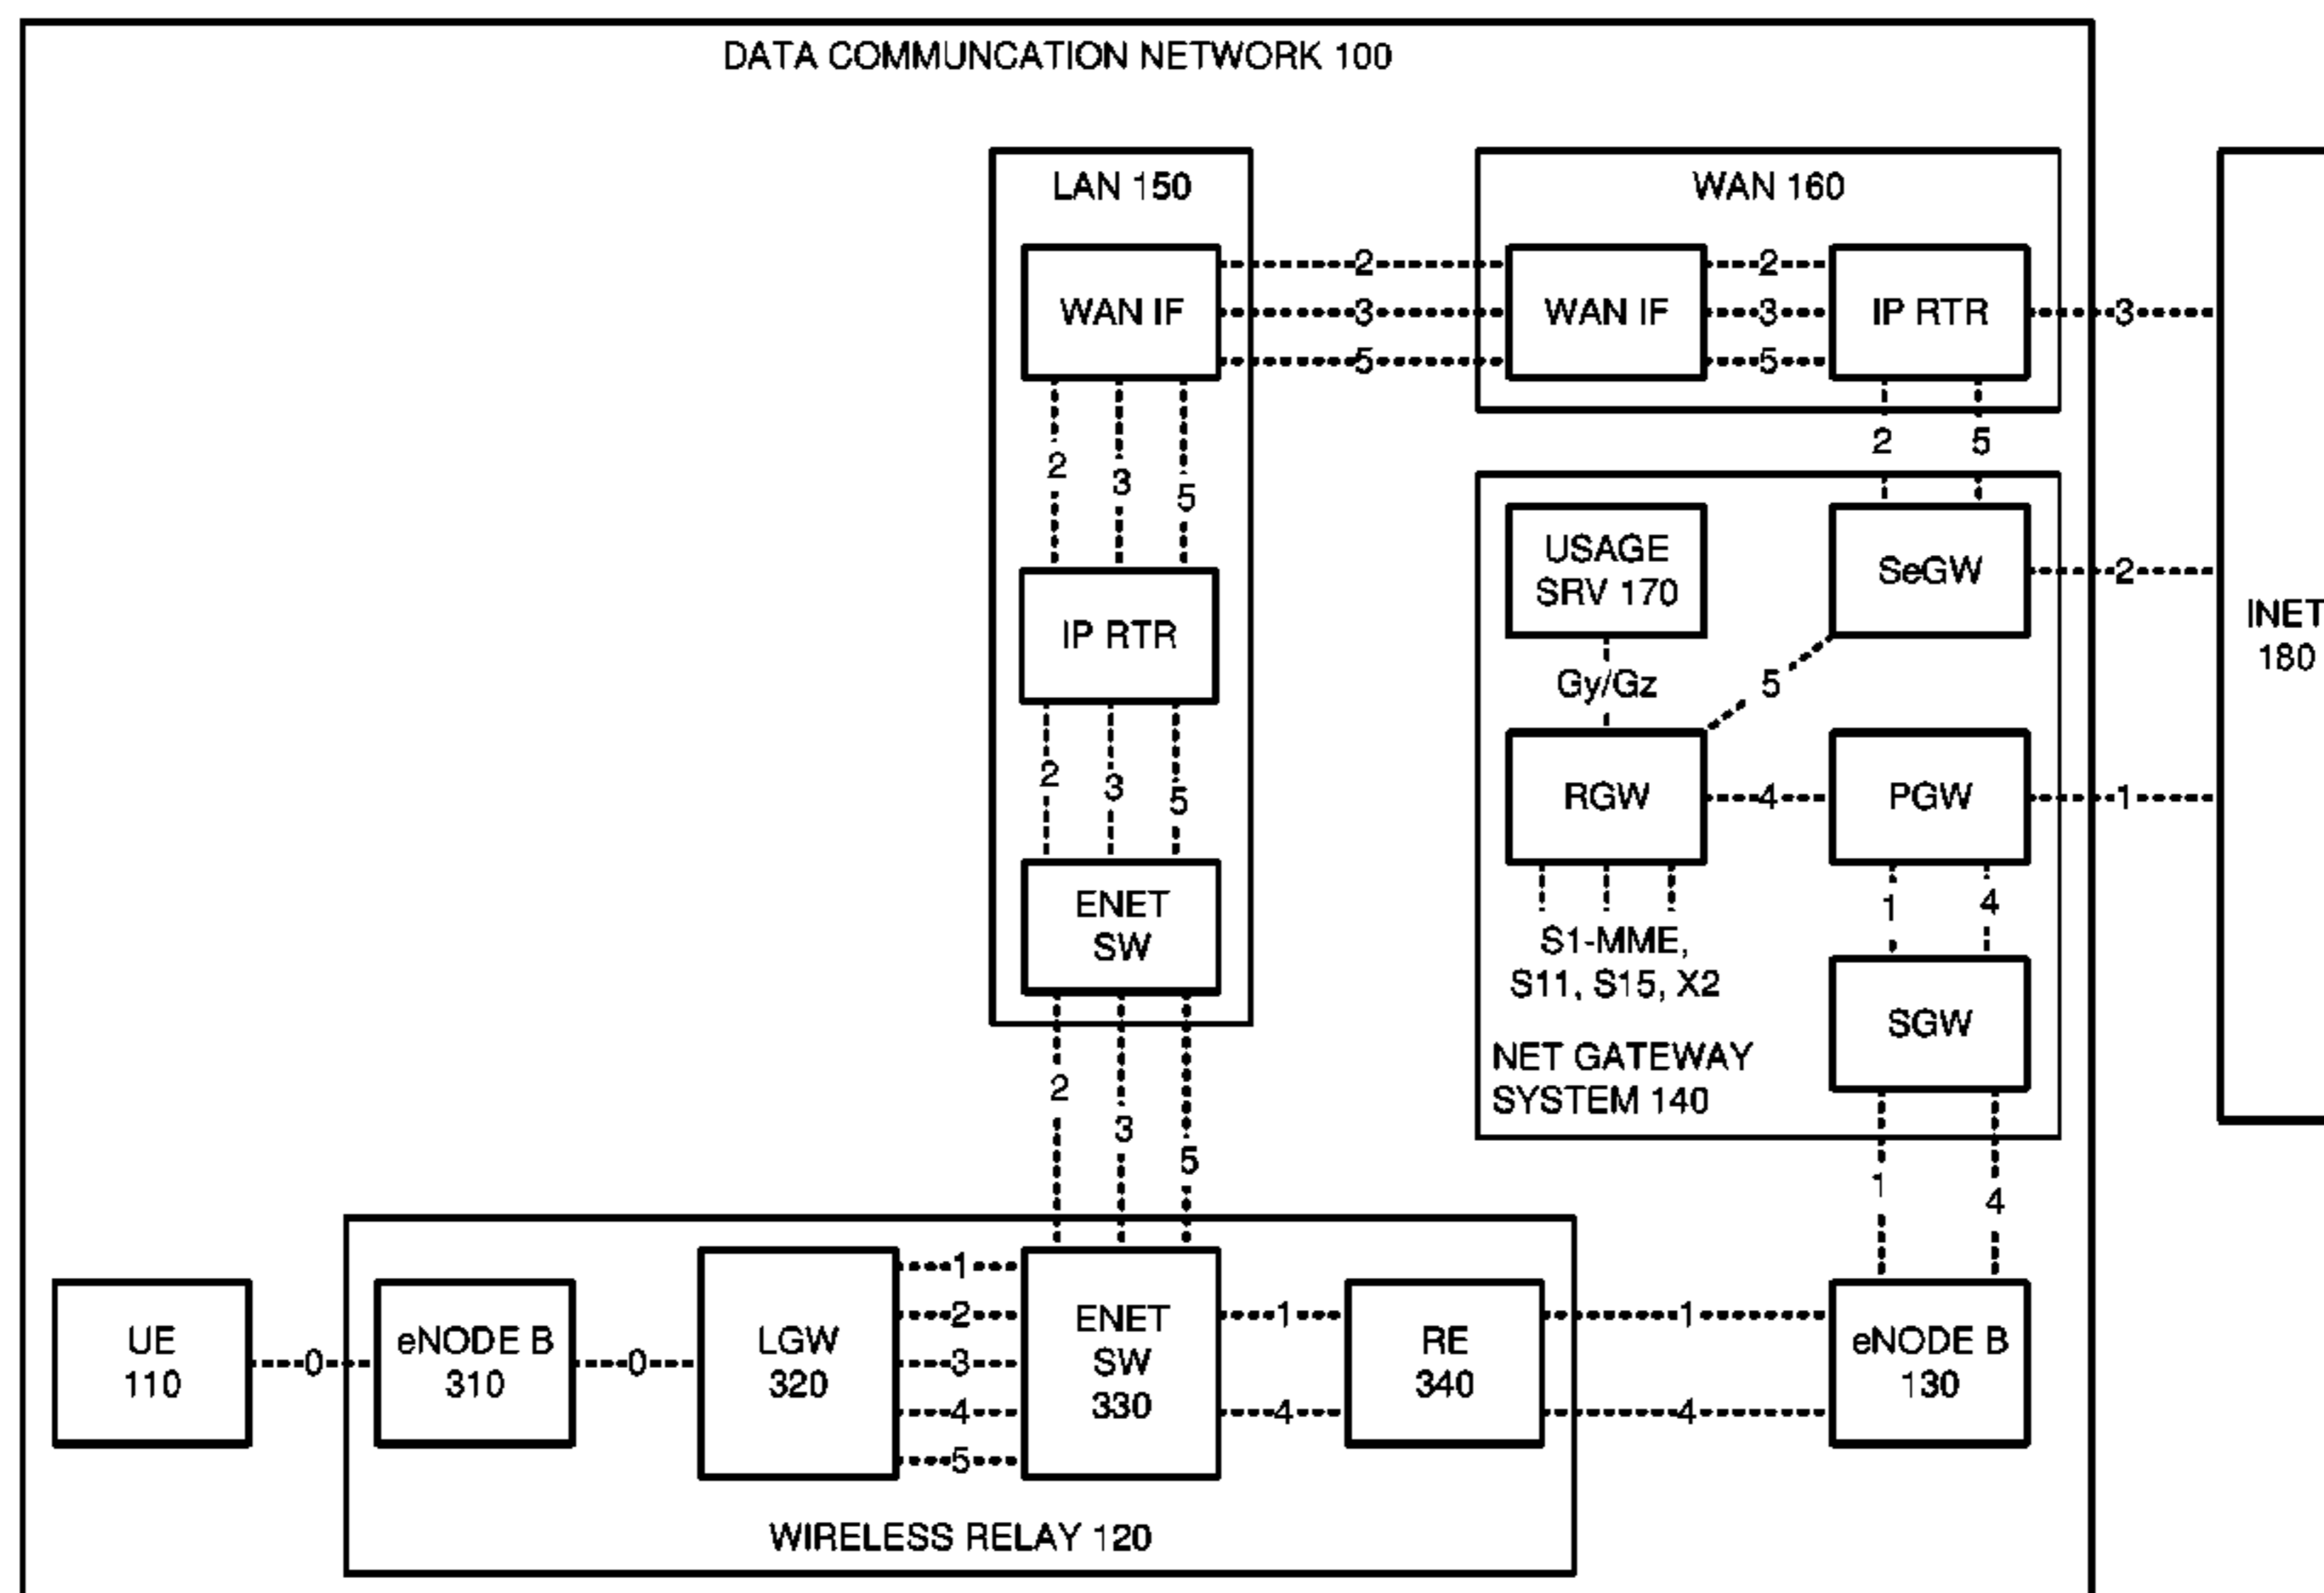 DATA COMMUNCATION NETWORK 100
LAN 150
WAN 160
WAN IF
2
3
5
WAN IF
2
3
5
IP RTR
3
2
3
5
2
5
USAGE
SRV 170
SeGW
2
INET
180
IP RTR
Gy/Gz
5
2
3
5
RGW
4
PGW
1
ENET
SW
1
4
S1-MME,
S11, S15, X2
SGW
NET GATEWAY
SYSTEM 140
2
3
5
1
4
UE
110
0
eNODE B
310
0
LGW
320
1
2
3
4
5
ENET
SW
330
1
4
RE
340
1
4
eNODE B
130
WIRELESS RELAY 120